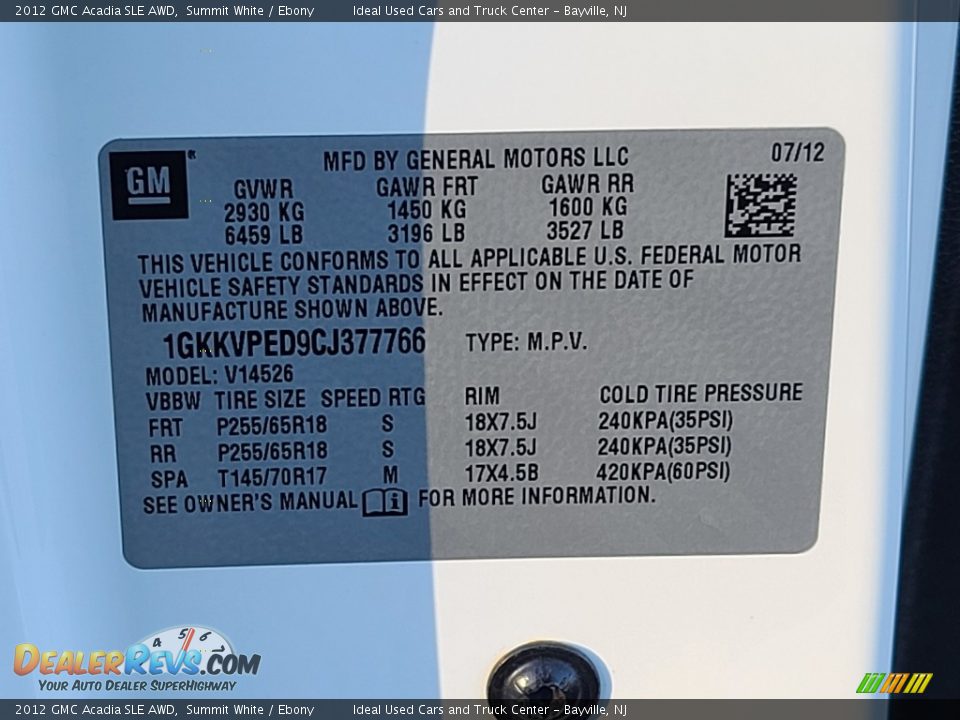 2012 GMC Acadia SLE AWD,  Summit White / Ebony        Ideal Used Cars and Truck Center - Bayville, NJ
GM MFD BY GENERAL MOTORS LLC 07/12
GVWR GAWR FRT GAWR RR
2930 KG 1450 KG 1600 KG
6459 LB 3196 LB 3527 LB
THIS VEHICLE CONFORMS TO ALL APPLICABLE U.S. FEDERAL MOTOR
VEHICLE SAFETY STANDARDS IN EFFECT ON THE DATE OF
MANUFACTURE SHOWN ABOVE.
1GKKVPED9CJ377766 TYPE: M.P.V.
MODEL: V14526
VBBW TIRE SIZE SPEED RTG RIM COLD TIRE PRESSURE
FRT P255/65R18 S 18X7.5J 240KPA(35PSI)
RR P255/65R18 S 18X7.5J 240KPA(35PSI)
SPA T145/70R17 M 17X4.5B 420KPA(60PSI)
SEE OWNER'S MANUAL i FOR MORE INFORMATION.
4 5 6
DEALERREVS.COM
YOUR AUTO DEALER SUPERHIGHWAY
2012 GMC Acadia SLE AWD,  Summit White / Ebony        Ideal Used Cars and Truck Center - Bayville, NJ